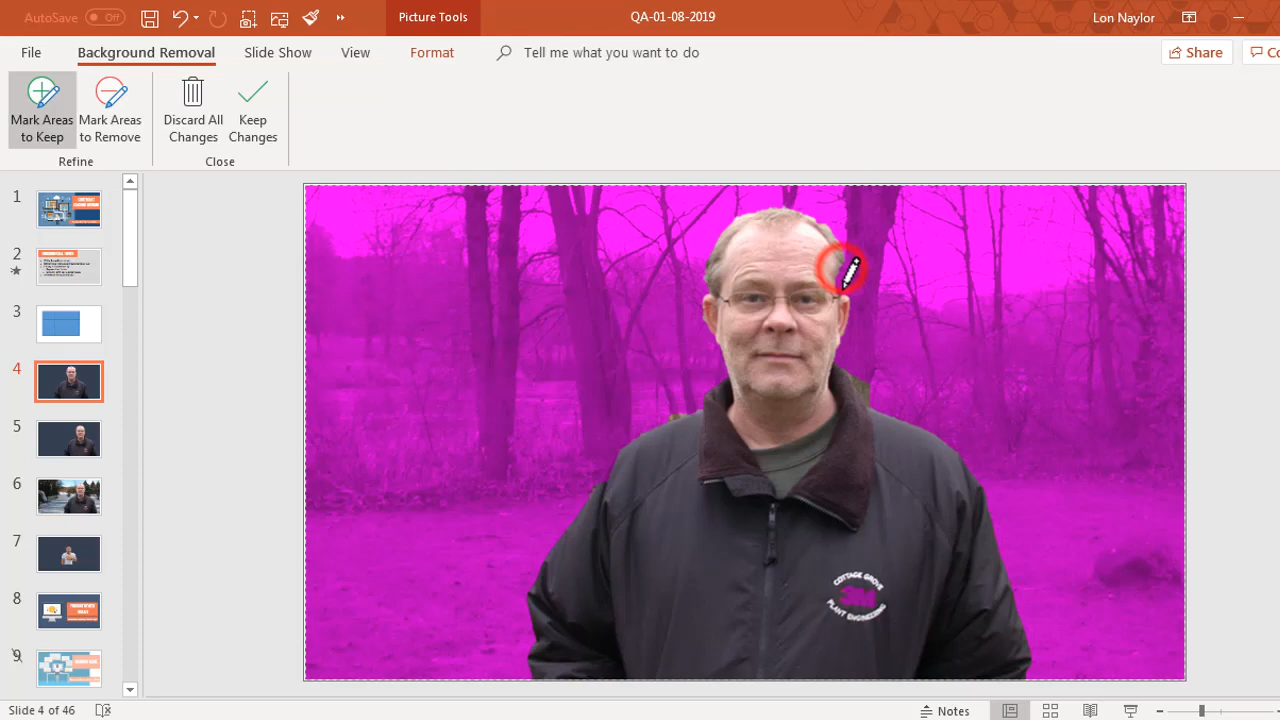 AutoSave Off
Picture Tools
QA-01-08-2019
Lon Naylor
File
Background Removal
Slide Show
View
Format
Tell me what you want to do
Share
Co
Mark Areas
to Keep
Mark Areas
to Remove
Discard All
Changes
Keep
Changes
Refine
Close
1
2
3
4
5
6
7
8
9
COTTAGE GROVE
3M
PLANT ENGINEERING
Slide 4 of 46
Notes